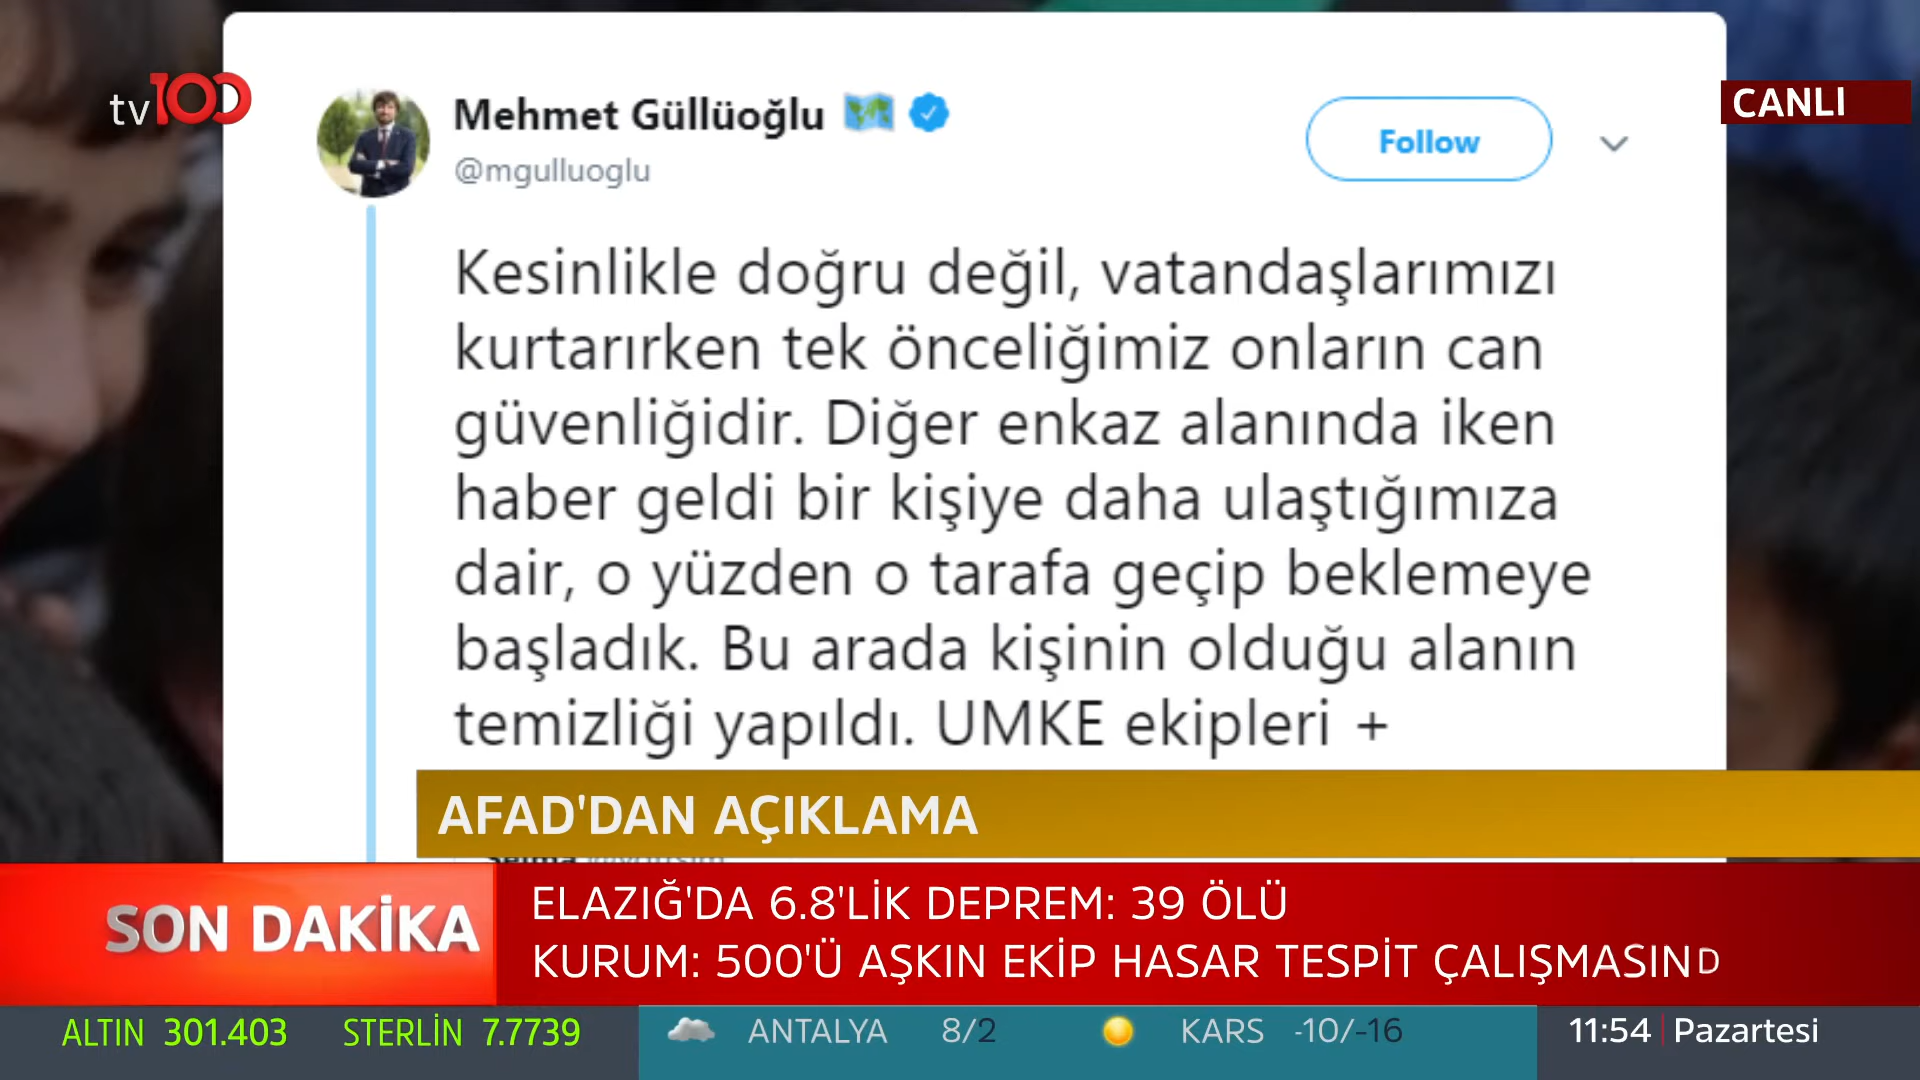 tv100
CANLI
Mehmet Güllüoğlu
@mgulluoglu
Follow
Kesinlikle doğru değil, vatandaşlarımızı
kurtarırken tek önceliğimiz onların can
güvenliğidir. Diğer enkaz alanında iken
haber geldi bir kişiye daha ulaştığımıza
dair, o yüzden o tarafa geçip beklemeye
başladık. Bu arada kişinin olduğu alanın
temizliği yapıldı. UMKE ekipleri +
AFAD'DAN AÇIKLAMA
Selma
SON DAKİKA
ELAZIĞ'DA 6.8'LİK DEPREM: 39 ÖLÜ
KURUM: 500'Ü AŞKIN EKİP HASAR TESPİT ÇALIŞMASIND
ALTIN 301.403 STERLİN 7.7739 ANTALYA 8/2 KARS -10/-16 11:54 Pazartesi